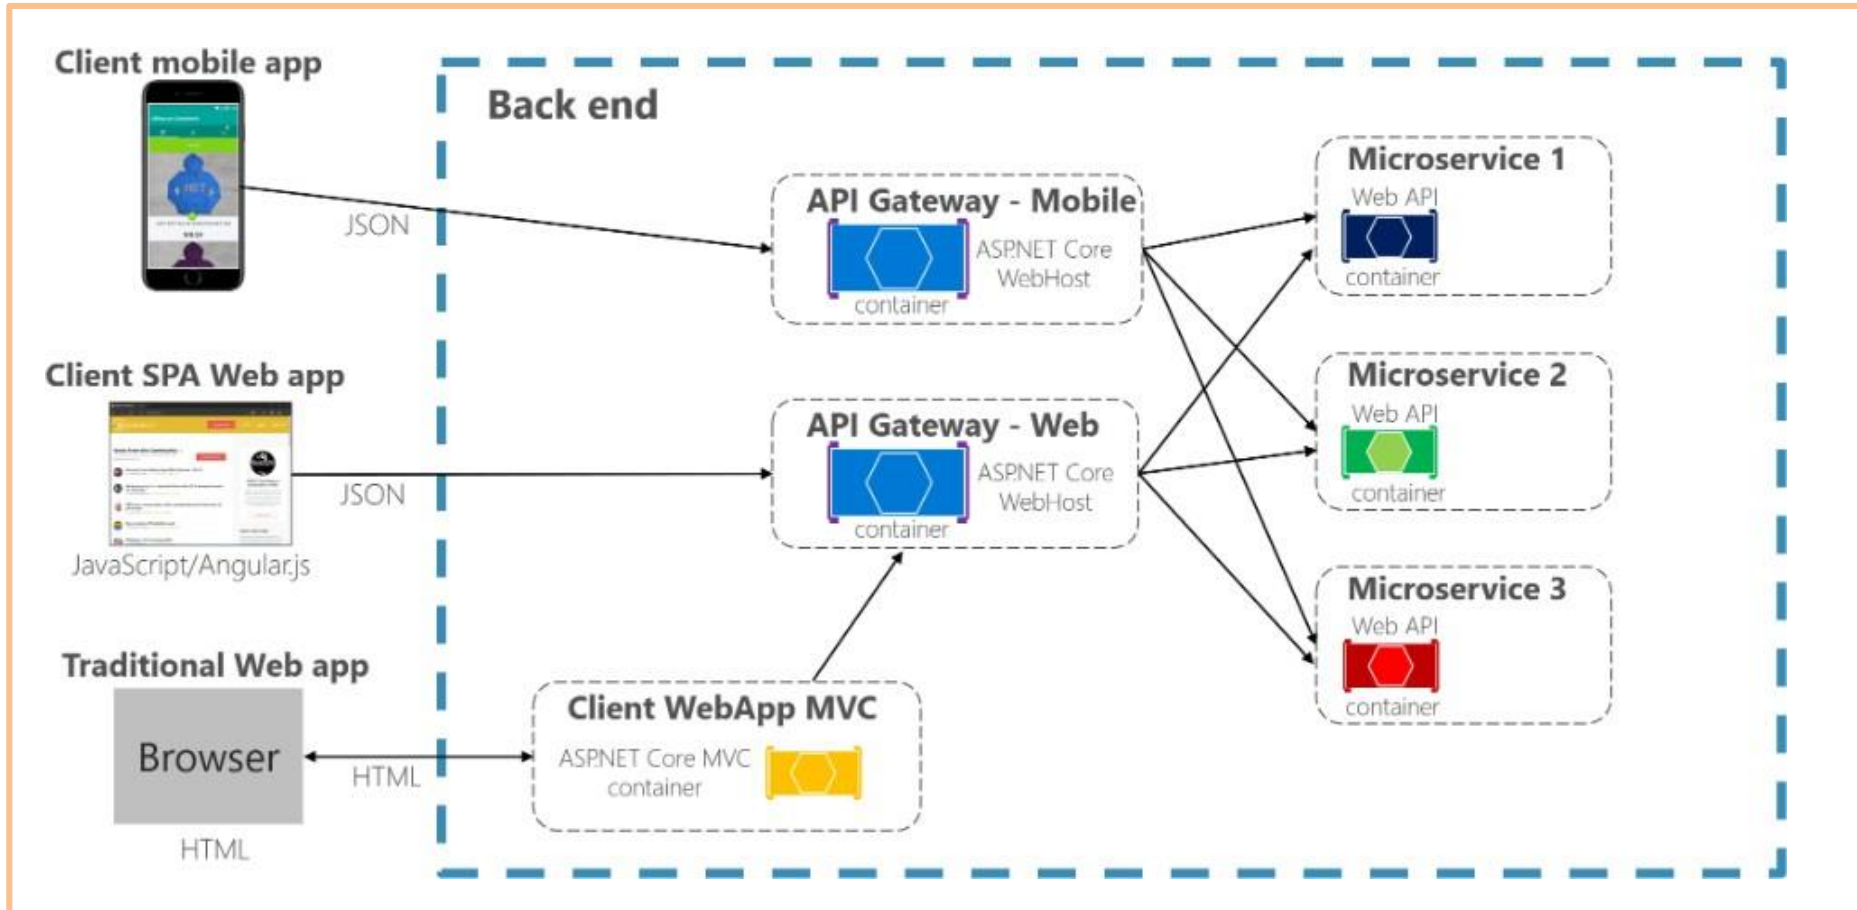 Client mobile app
Back end
JSON
API Gateway - Mobile
ASP.NET Core
WebHost
container
Microservice 1
Web API
container
Client SPA Web app
JSON
JavaScript/Angular.js
API Gateway - Web
ASP.NET Core
WebHost
container
Microservice 2
Web API
container
Traditional Web app
Browser
HTML
HTML
Client WebApp MVC
ASP.NET Core MVC
container
Microservice 3
Web API
container